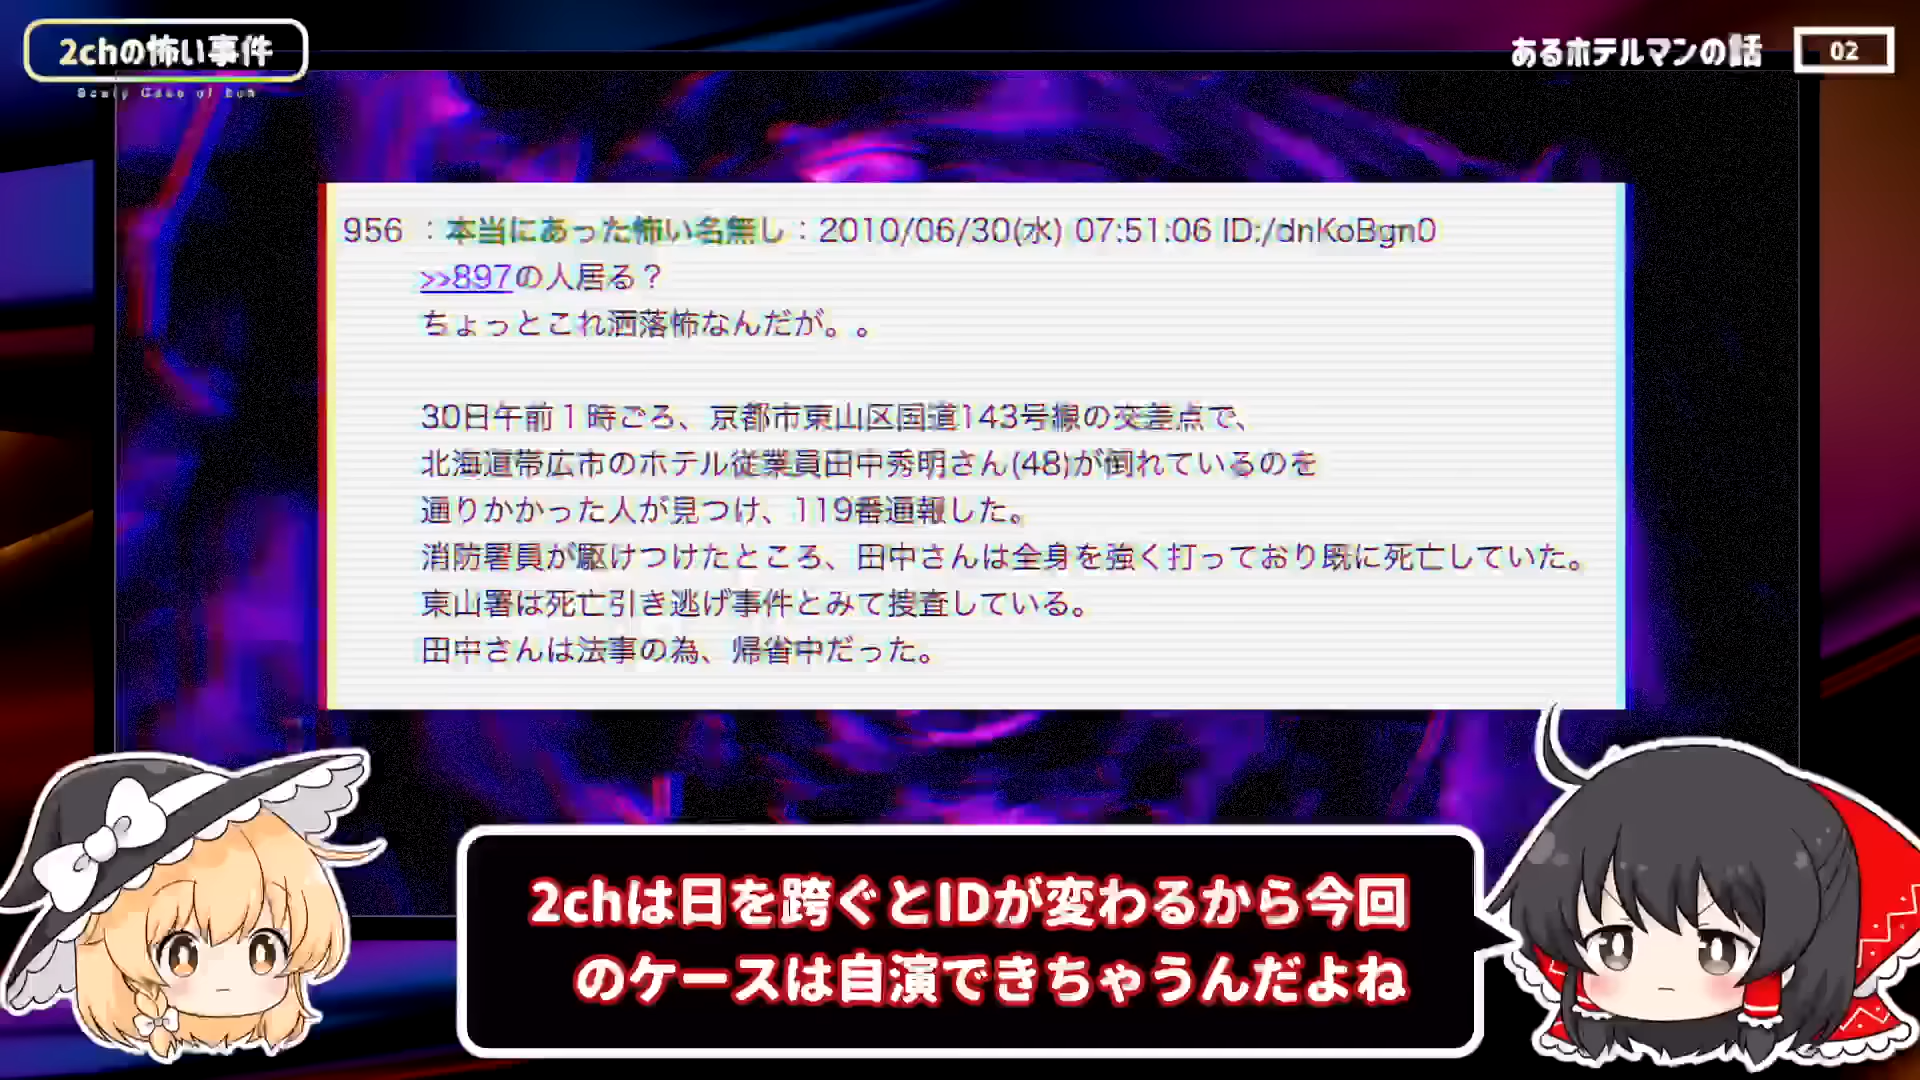 2chの怖い事件
Scary Case of 2ch
あるホテルマンの話
02
956 ：本当にあった怖い名無し：2010/06/30(水) 07:51:06 ID:/dnKoBgn0
>>897の人居る？
ちょっとこれ洒落怖なんだが。。
30日午前１時ごろ、京都市東山区国道143号線の交差点で、
北海道帯広市のホテル従業員田中秀明さん(48)が倒れているのを
通りかかった人が見つけ、119番通報した。
消防署員が駆けつけたところ、田中さんは全身を強く打っており既に死亡していた。
東山署は死亡引き逃げ事件とみて捜査している。
田中さんは法事の為、帰省中だった。
2chは日を跨ぐとIDが変わるから今回
のケースは自演できちゃうんだよね